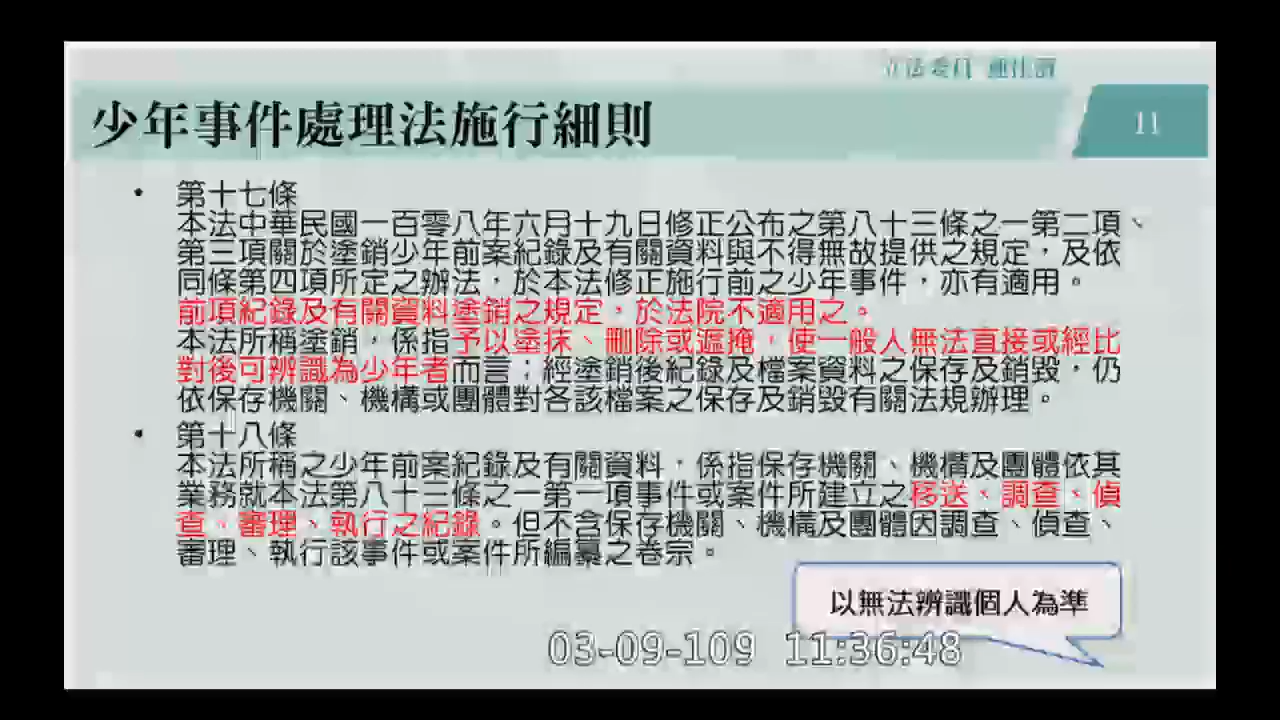 立法委員
少年事件處理法施行細則
11
• 第十七條
本法中華民國一百零八年六月十九日修正公布之第八十三條之一第二項、
第三項關於塗銷少年前案紀錄及有關資料與不得無故提供之規定，及依
同條第四項所定之辦法，於本法修正施行前之少年事件，亦有適用。
前項紀錄及有關資料塗銷之規定，於法院不適用之。
本法所稱塗銷，係指予以塗抹、刪除或遮掩，使一般人無法直接或經比
對後可辨識為少年者而言；經塗銷後紀錄及檔案資料之保存及銷毀，仍
依保存機關、機構或團體對各該檔案之保存及銷毀有關法規辦理。
• 第十八條
本法所稱之少年前案紀錄及有關資料，係指保存機關、機構及團體依其
業務就本法第八十三條之一第一項事件或案件所建立之移送、調查、偵
查、審理、執行之紀錄。但不含保存機關、機構及團體因調查、偵查、
審理、執行該事件或案件所編纂之卷宗。
以無法辨識個人為準
03-09-109 11:36:48